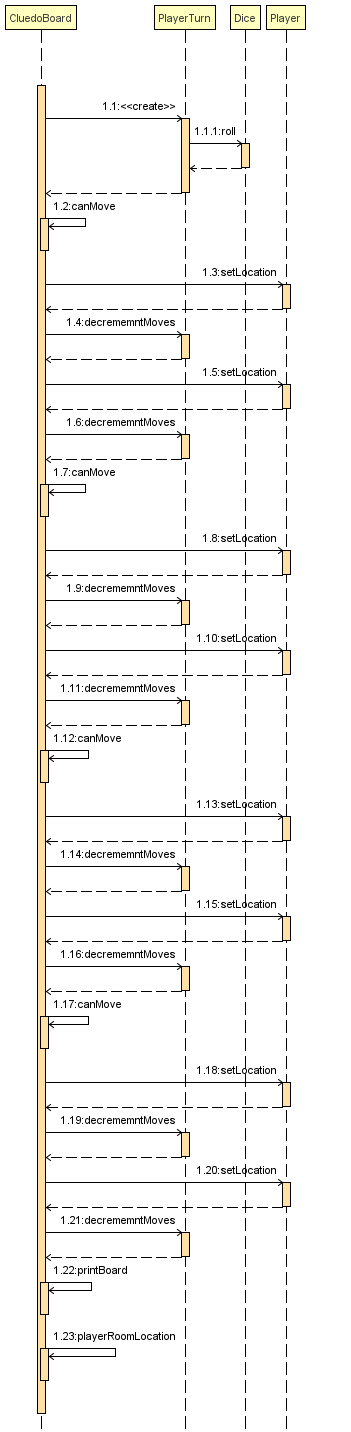 CluedoBoard PlayerTurn Dice Player
1.1:<<create>>
1.1.1:roll
1.2:canMove
1.3:setLocation
1.4:decrememntMoves
1.5:setLocation
1.6:decrememntMoves
1.7:canMove
1.8:setLocation
1.9:decrememntMoves
1.10:setLocation
1.11:decrememntMoves
1.12:canMove
1.13:setLocation
1.14:decrememntMoves
1.15:setLocation
1.16:decrememntMoves
1.17:canMove
1.18:setLocation
1.19:decrememntMoves
1.20:setLocation
1.21:decrememntMoves
1.22:printBoard
1.23:playerRoomLocation